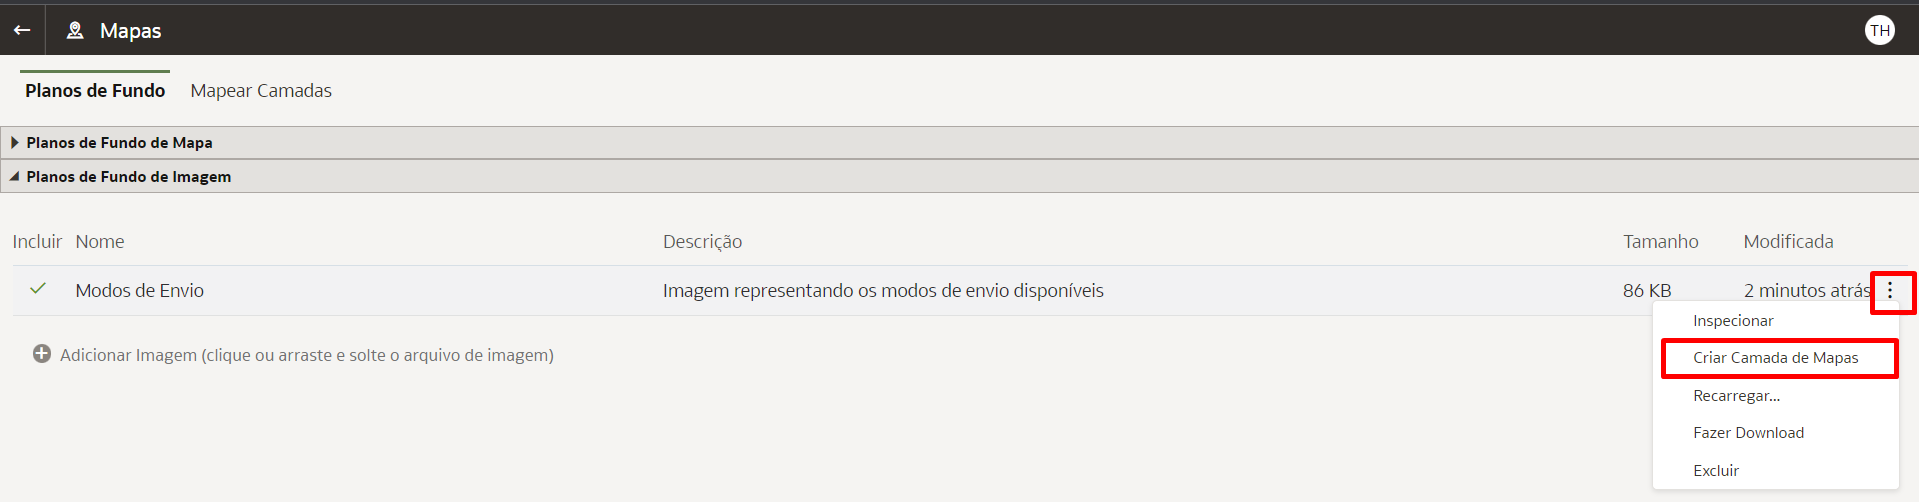 Mapas
TH
Planos de Fundo Mapear Camadas
Planos de Fundo de Mapa
Planos de Fundo de Imagem
Incluir Nome Descrição Tamanho Modificada
Modos de Envio Imagem representando os modos de envio disponíveis 86 KB 2 minutos atrás
Inspecionar
Adicionar Imagem (clique ou arraste e solte o arquivo de imagem)
Criar Camada de Mapas
Recarregar...
Fazer Download
Excluir